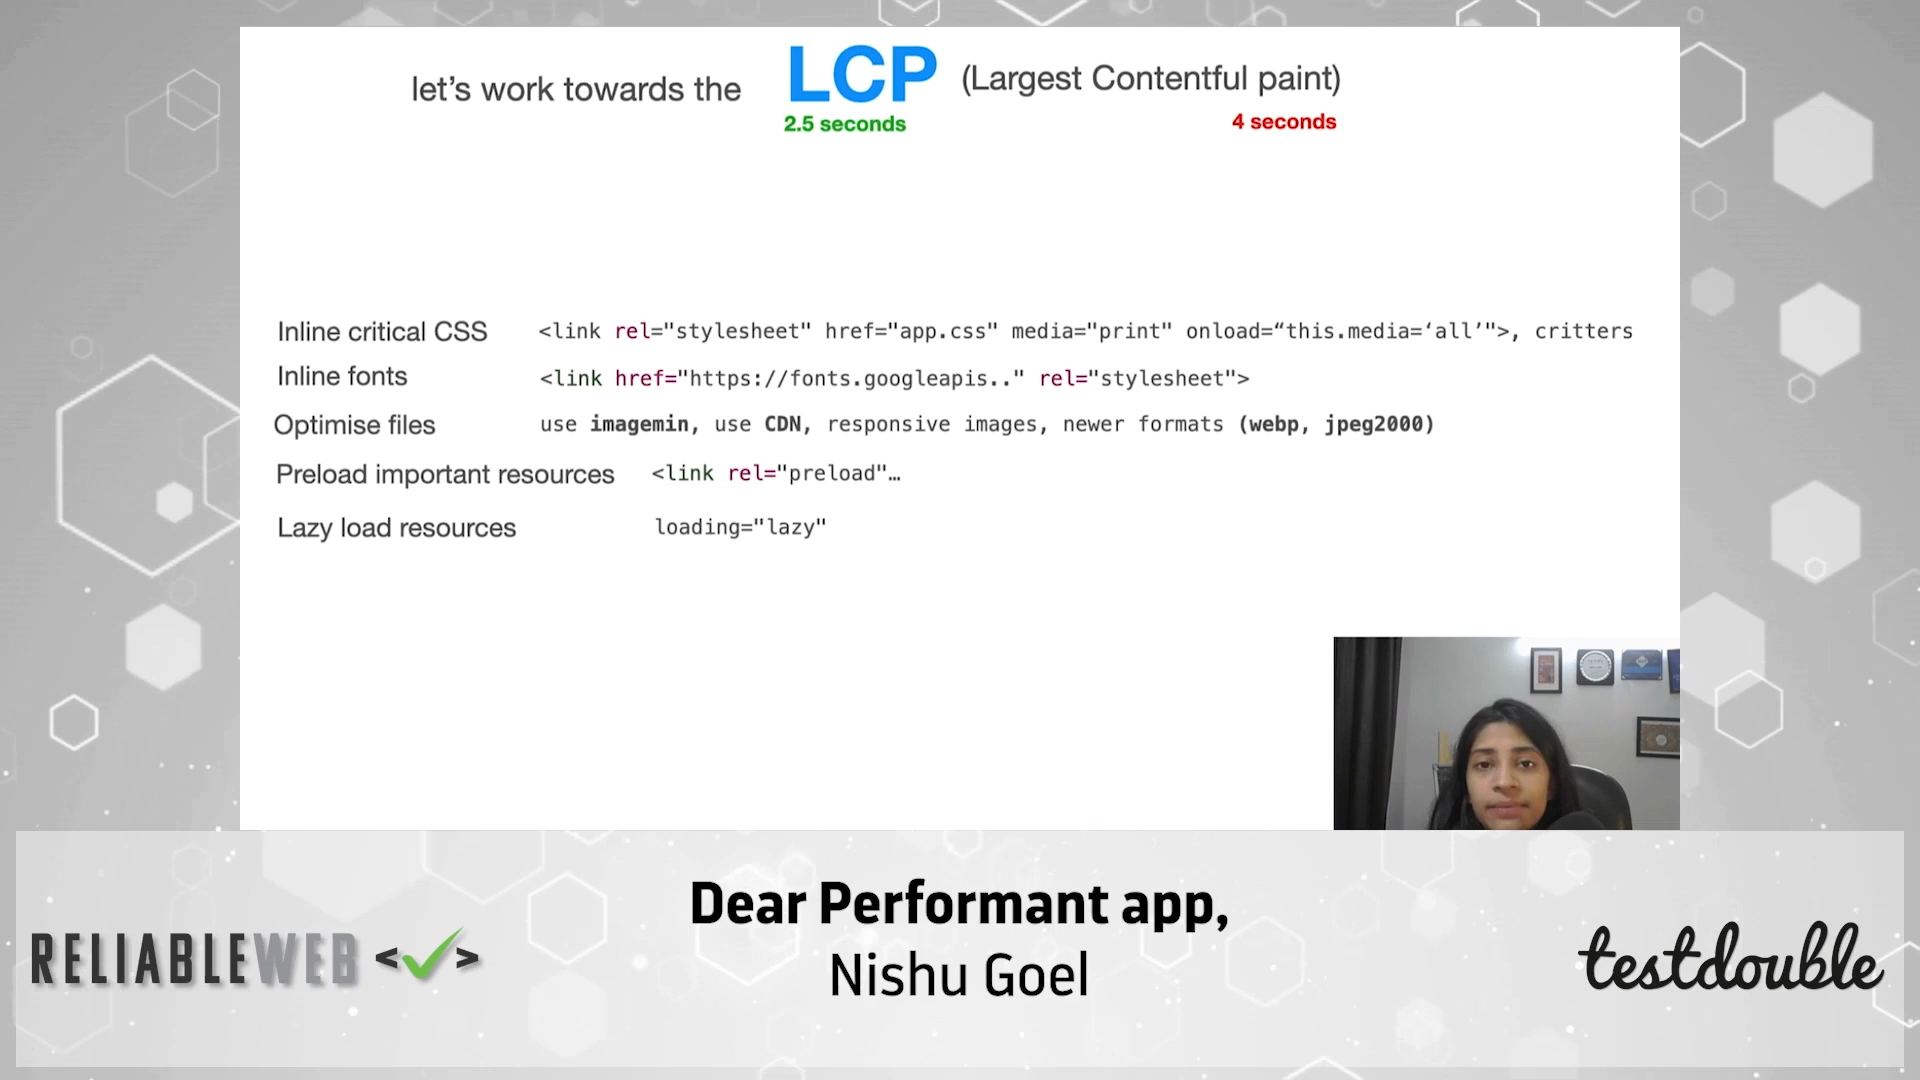 let's work towards the LCP (Largest Contentful paint)
2.5 seconds 4 seconds
Inline critical CSS <link rel="stylesheet" href="app.css" media="print" onload=“this.media=‘all’">, critters
Inline fonts <link href="https://fonts.googleapis.." rel="stylesheet">
Optimise files use imagemin, use CDN, responsive images, newer formats (webp, jpeg2000)
Preload important resources <link rel="preload"…
Lazy load resources loading="lazy"
Dear Performant app,
Nishu Goel
RELIABLEWEB <✓>
testdouble